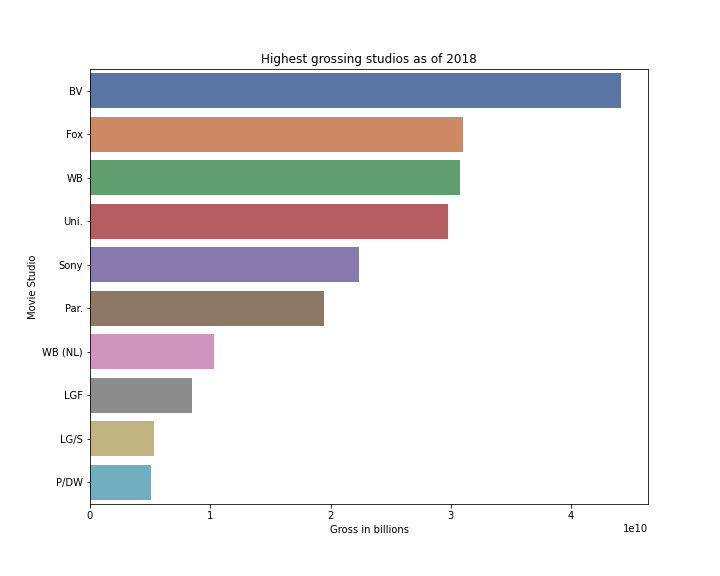 Highest grossing studios as of 2018
Movie Studio
BV
Fox
WB
Uni.
Sony
Par.
WB (NL)
LGF
LG/S
P/DW
0 1 2 3 4
1e10
Gross in billions